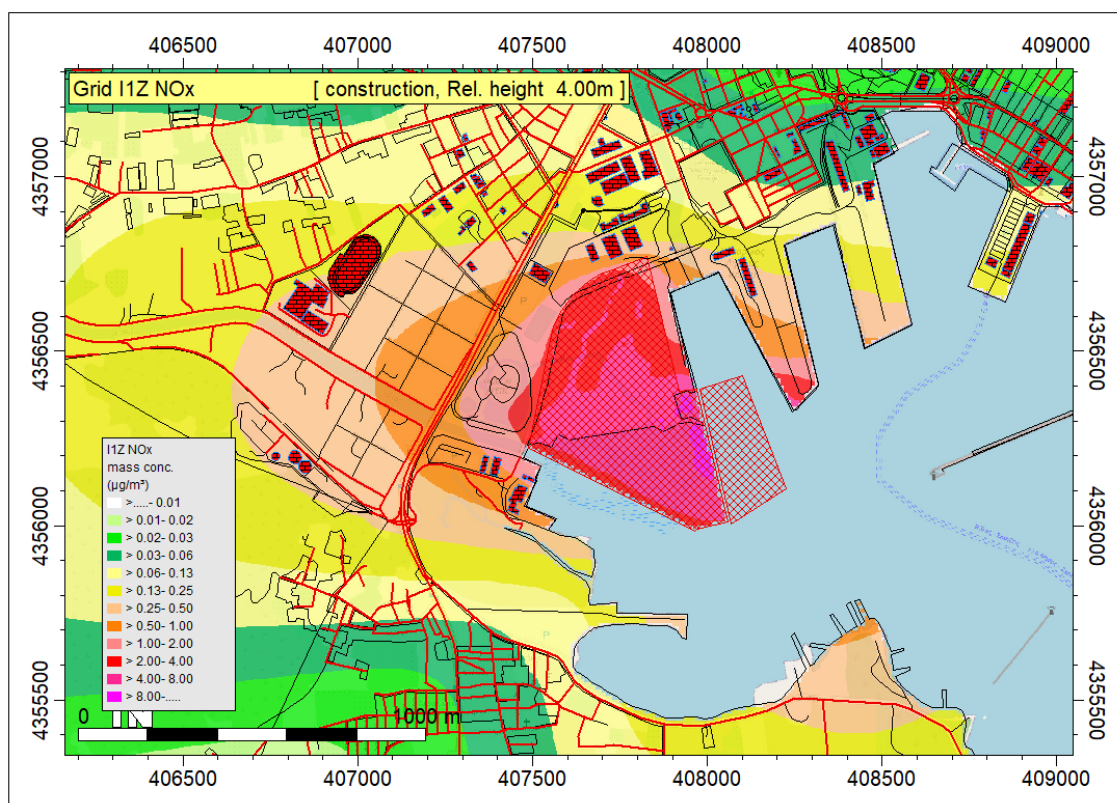 406500 407000 407500 408000 408500 409000
Grid I1Z NOx [ construction, Rel. height 4.00m ]
4357000
4357000
4356500
4356500
4356000
4356000
4355500
4355500
I1Z NOx
mass conc.
(µg/m³)
>.....- 0.01
> 0.01- 0.02
> 0.02- 0.03
> 0.03- 0.06
> 0.06- 0.13
> 0.13- 0.25
> 0.25- 0.50
> 0.50- 1.00
> 1.00- 2.00
> 2.00- 4.00
> 4.00- 8.00
> 8.00-.....
P
P
0 1000 m
406500 407000 407500 408000 408500 409000